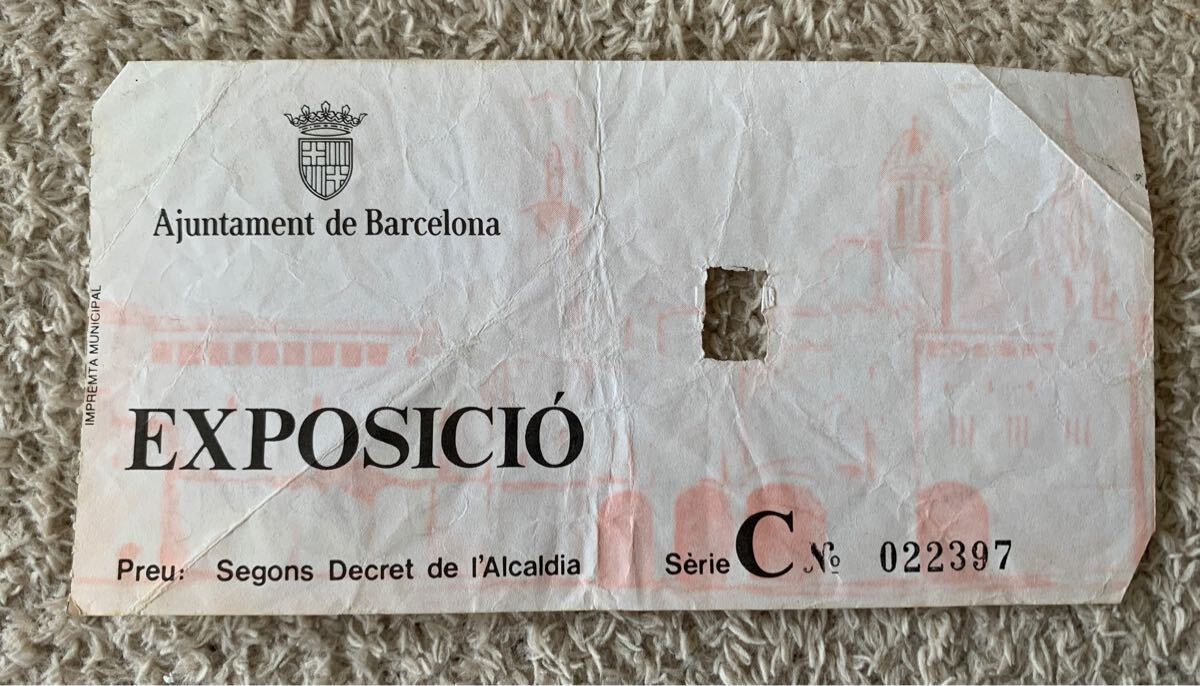 Ajuntament de Barcelona
IMPREMTA MUNICIPAL
EXPOSICIÓ
Preu: Segons Decret de l'Alcaldia
Sèrie C Nº 022397